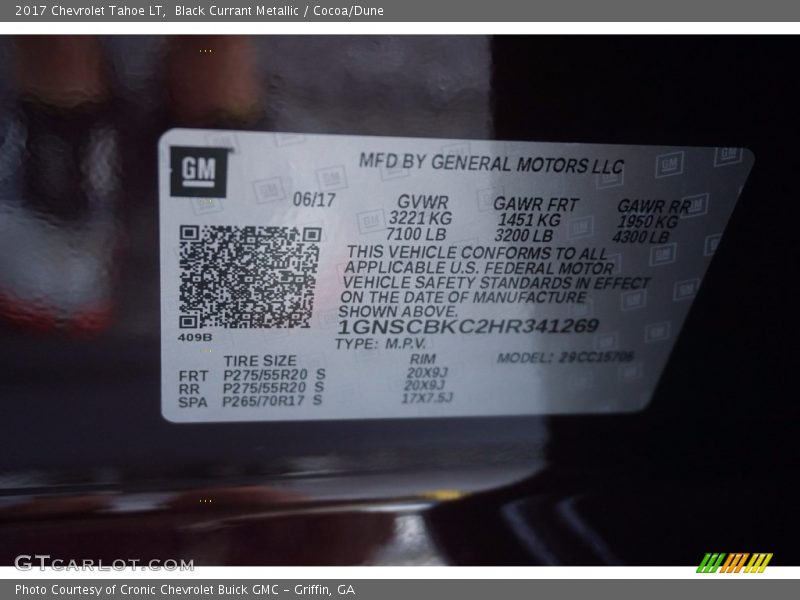 2017 Chevrolet Tahoe LT, Black Currant Metallic / Cocoa/Dune
GM
MFD BY GENERAL MOTORS LLC
06/17
GVWR GAWR FRT GAWR RR
3221 KG 1451 KG 1950 KG
7100 LB 3200 LB 4300 LB
THIS VEHICLE CONFORMS TO ALL
APPLICABLE U.S. FEDERAL MOTOR
VEHICLE SAFETY STANDARDS IN EFFECT
ON THE DATE OF MANUFACTURE
SHOWN ABOVE.
409B
1GNSCBKC2HR341269
TYPE: M.P.V.
TIRE SIZE RIM MODEL: 29CC15706
FRT P275/55R20 S 20X9J
RR P275/55R20 S 20X9J
SPA P265/70R17 S 17X7.5J
GTCARLOT.COM
Photo Courtesy of Cronic Chevrolet Buick GMC - Griffin, GA